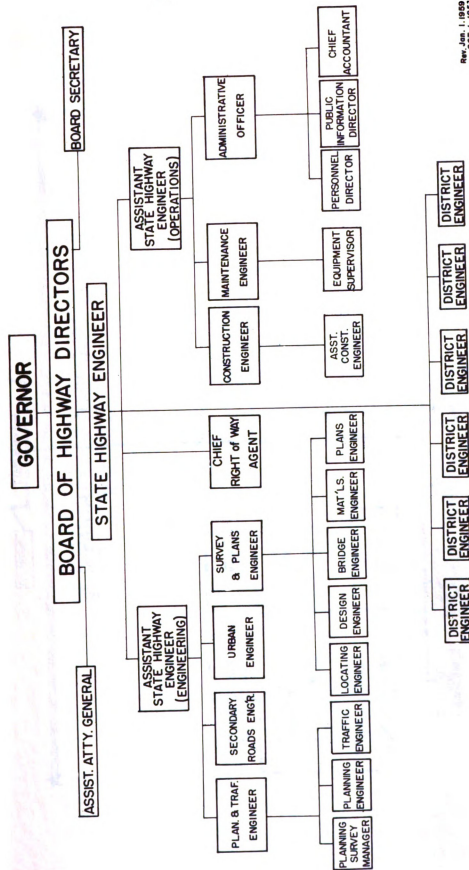 GOVERNOR
BOARD OF HIGHWAY DIRECTORS
ASSIST. ATTY. GENERAL
BOARD SECRETARY
STATE HIGHWAY ENGINEER
ASSISTANT
STATE HIGHWAY
ENGINEER
(ENGINEERING)
CHIEF
RIGHT of WAY
AGENT
ASSISTANT
STATE HIGHWAY
ENGINEER
(OPERATIONS)
PLAN. & TRAF.
ENGINEER
SECONDARY
ROADS ENG'R.
URBAN
ENGINEER
SURVEY
& PLANS
ENGINEER
CONSTRUCTION
ENGINEER
MAINTENANCE
ENGINEER
ADMINISTRATIVE
OFFICER
PLANNING
SURVEY
MANAGER
PLANNING
ENGINEER
TRAFFIC
ENGINEER
LOCATING
ENGINEER
DESIGN
ENGINEER
BRIDGE
ENGINEER
MAT'LS.
ENGINEER
PLANS
ENGINEER
ASST.
CONST.
ENGINEER
EQUIPMENT
SUPERVISOR
PERSONNEL
DIRECTOR
PUBLIC
INFORMATION
DIRECTOR
CHIEF
ACCOUNTANT
DISTRICT
ENGINEER
DISTRICT
ENGINEER
DISTRICT
ENGINEER
DISTRICT
ENGINEER
DISTRICT
ENGINEER
DISTRICT
ENGINEER
Rev. Jan. 1, 1959